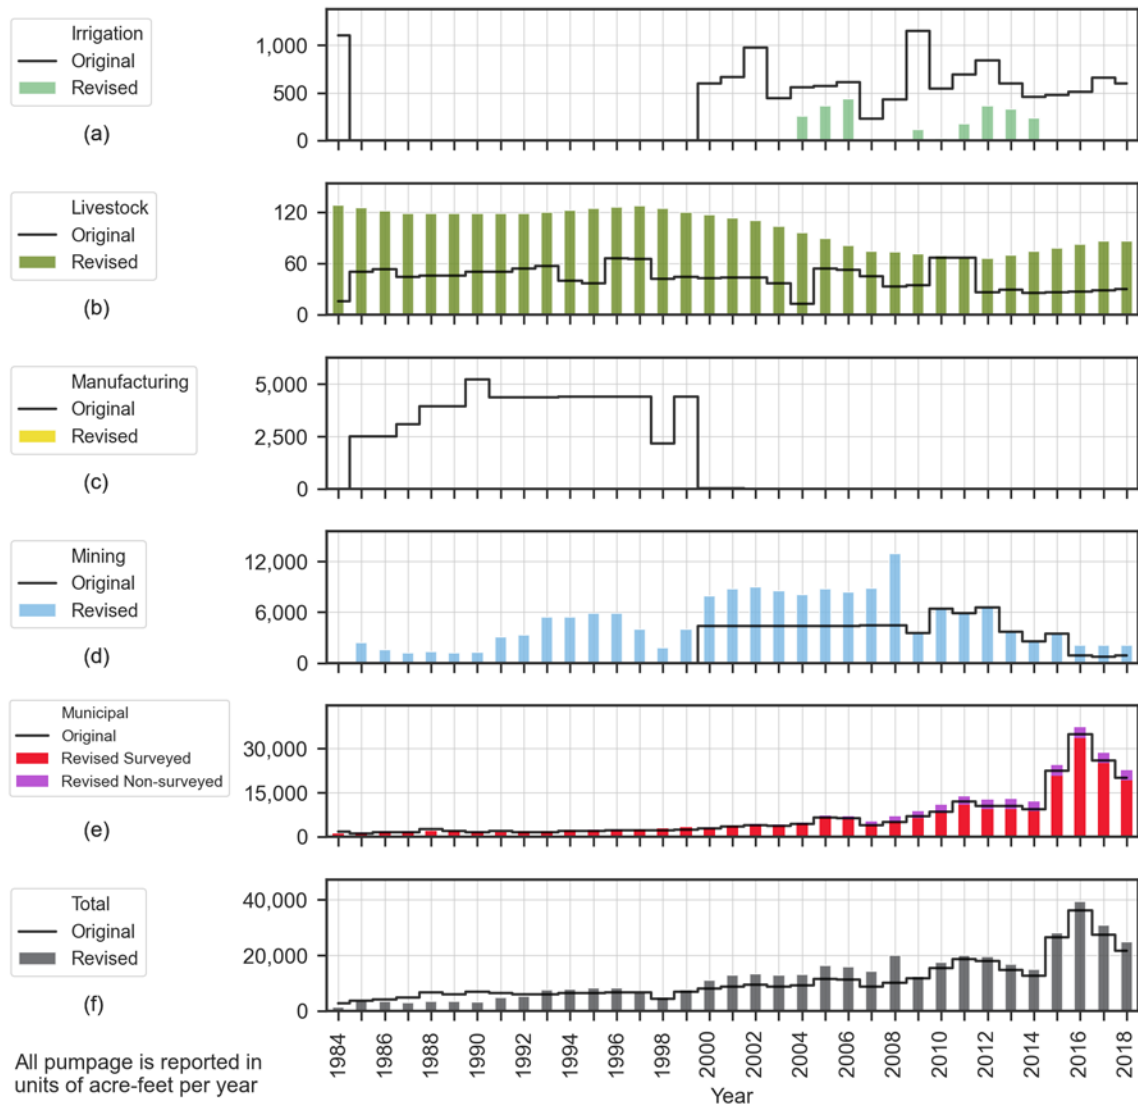 Irrigation
Original
Revised
(a)
1,000
500
0
Livestock
Original
Revised
(b)
120
60
0
Manufacturing
Original
Revised
(c)
5,000
2,500
0
Mining
Original
Revised
(d)
12,000
6,000
0
Municipal
Original
Revised Surveyed
Revised Non-surveyed
(e)
30,000
15,000
0
Total
Original
Revised
(f)
40,000
20,000
0
1984
1986
1988
1990
1992
1994
1996
1998
2000
2002
2004
2006
2008
2010
2012
2014
2016
2018
Year
All pumpage is reported in
units of acre-feet per year